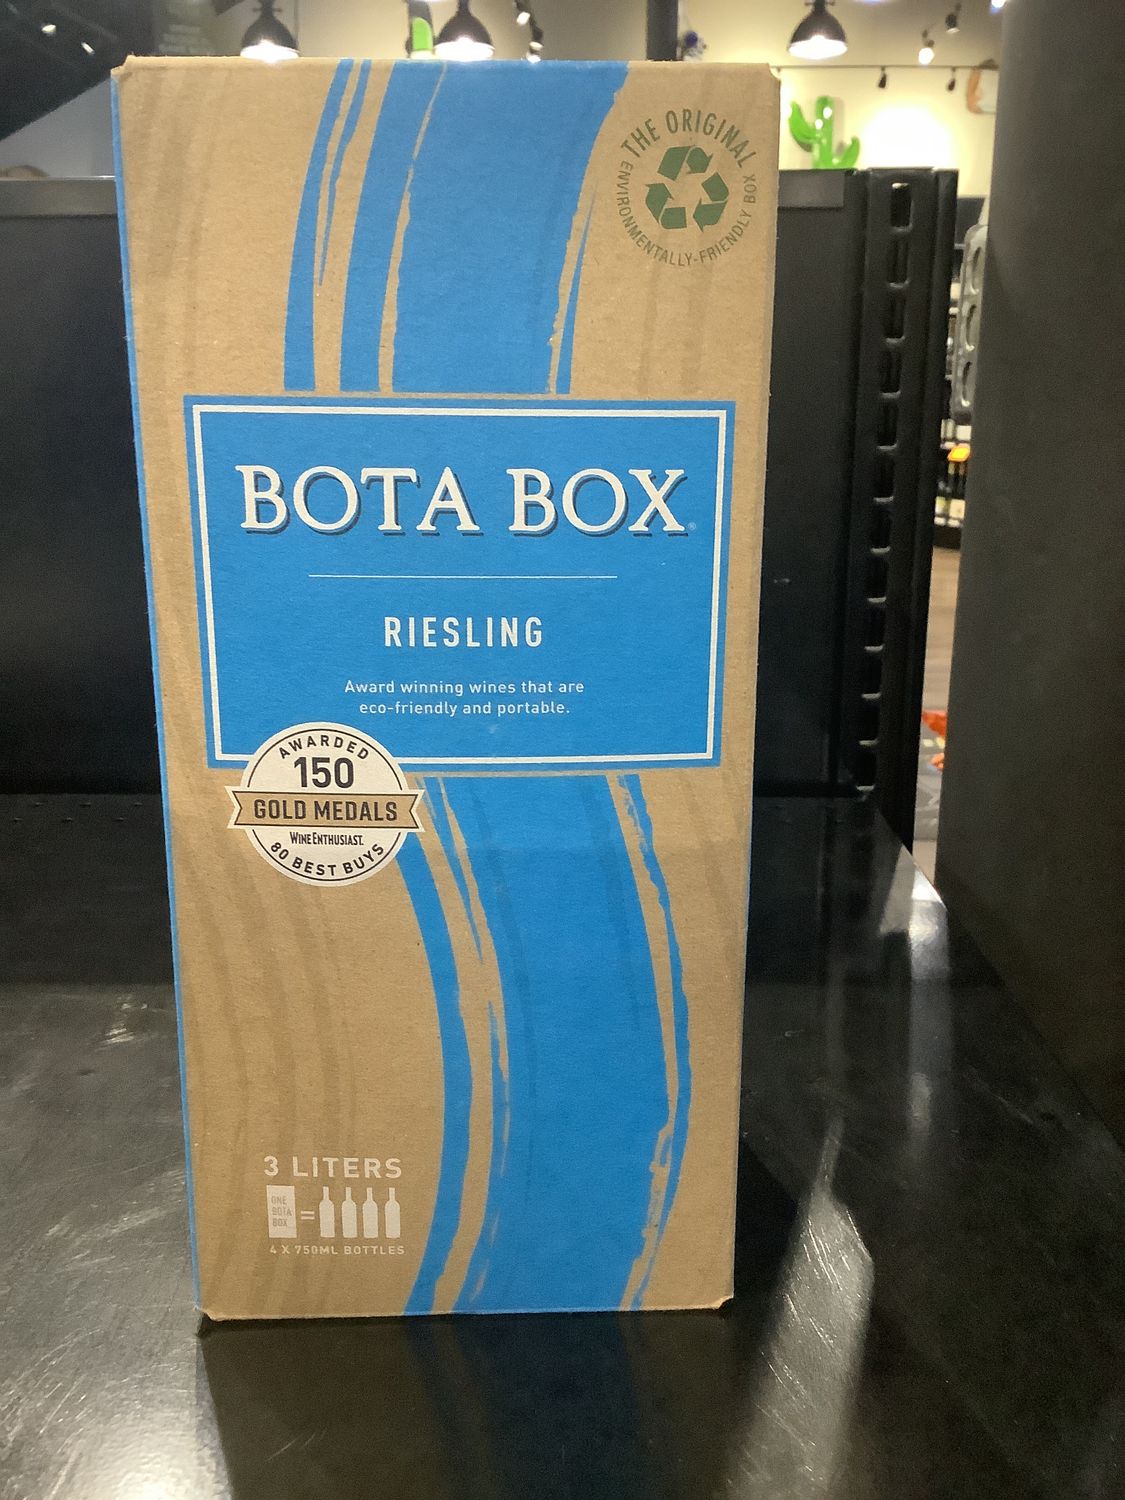 THE ORIGINAL
ENVIRONMENTALLY-FRIENDLY BOX
BOTA BOX®
RIESLING
Award winning wines that are
eco-friendly and portable.
AWARDED
150
GOLD MEDALS
WINE ENTHUSIAST.
80 BEST BUYS
3 LITERS
ONE
BOTA
BOX
=
4 X 750ML BOTTLES